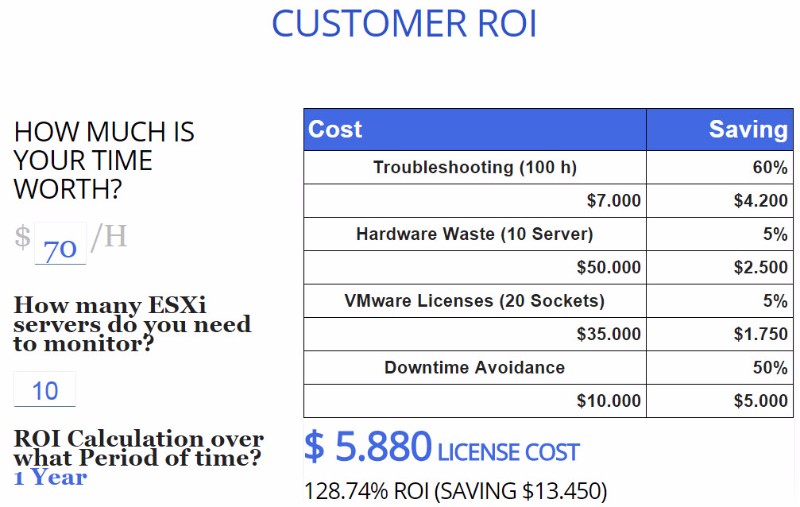 CUSTOMER ROI
HOW MUCH IS
YOUR TIME
WORTH?
$ 70 /H
How many ESXi
servers do you need
to monitor?
10
ROI Calculation over
what Period of time?
1 Year
Cost Saving
Troubleshooting (100 h) 60%
$7.000 $4.200
Hardware Waste (10 Server) 5%
$50.000 $2.500
VMware Licenses (20 Sockets) 5%
$35.000 $1.750
Downtime Avoidance 50%
$10.000 $5.000
$ 5.880 LICENSE COST
128.74% ROI (SAVING $13.450)